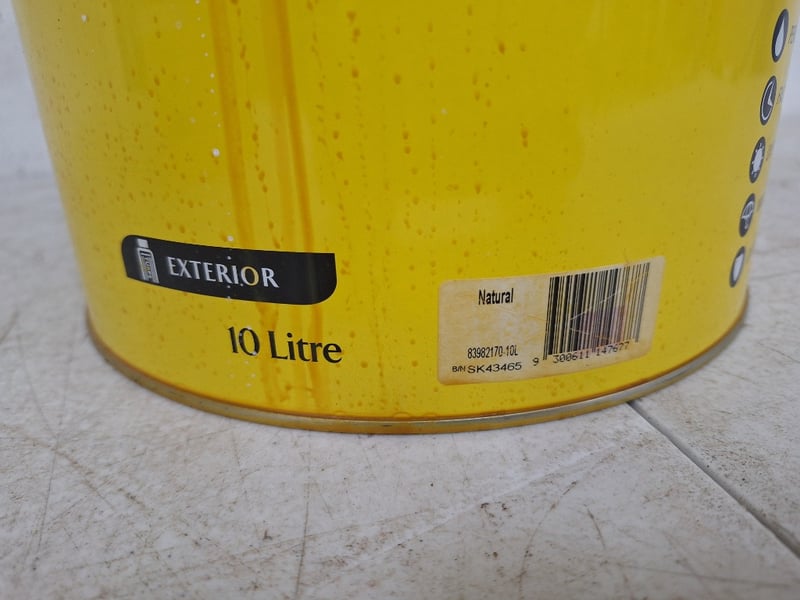 EXTERIOR
10 Litre
Natural
83982170-10L
B/N SK43465
9 300611 147677